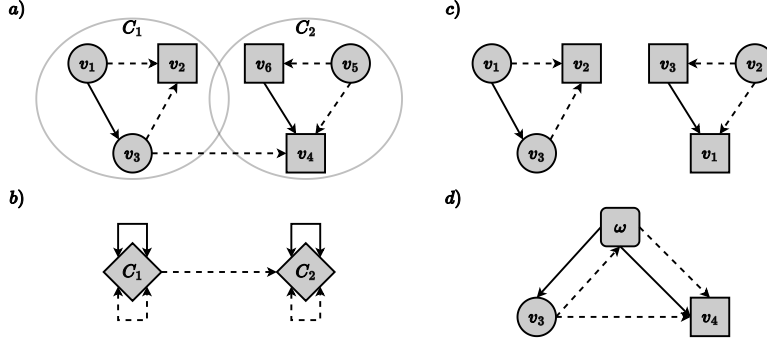 a) C₁ C₂ c)
v₁ v₂ v₆ v₅ v₁ v₂ v₃ v₂
v₃ v₄ v₃ v₁
b) d)
ω
C₁ C₂
v₃ v₄